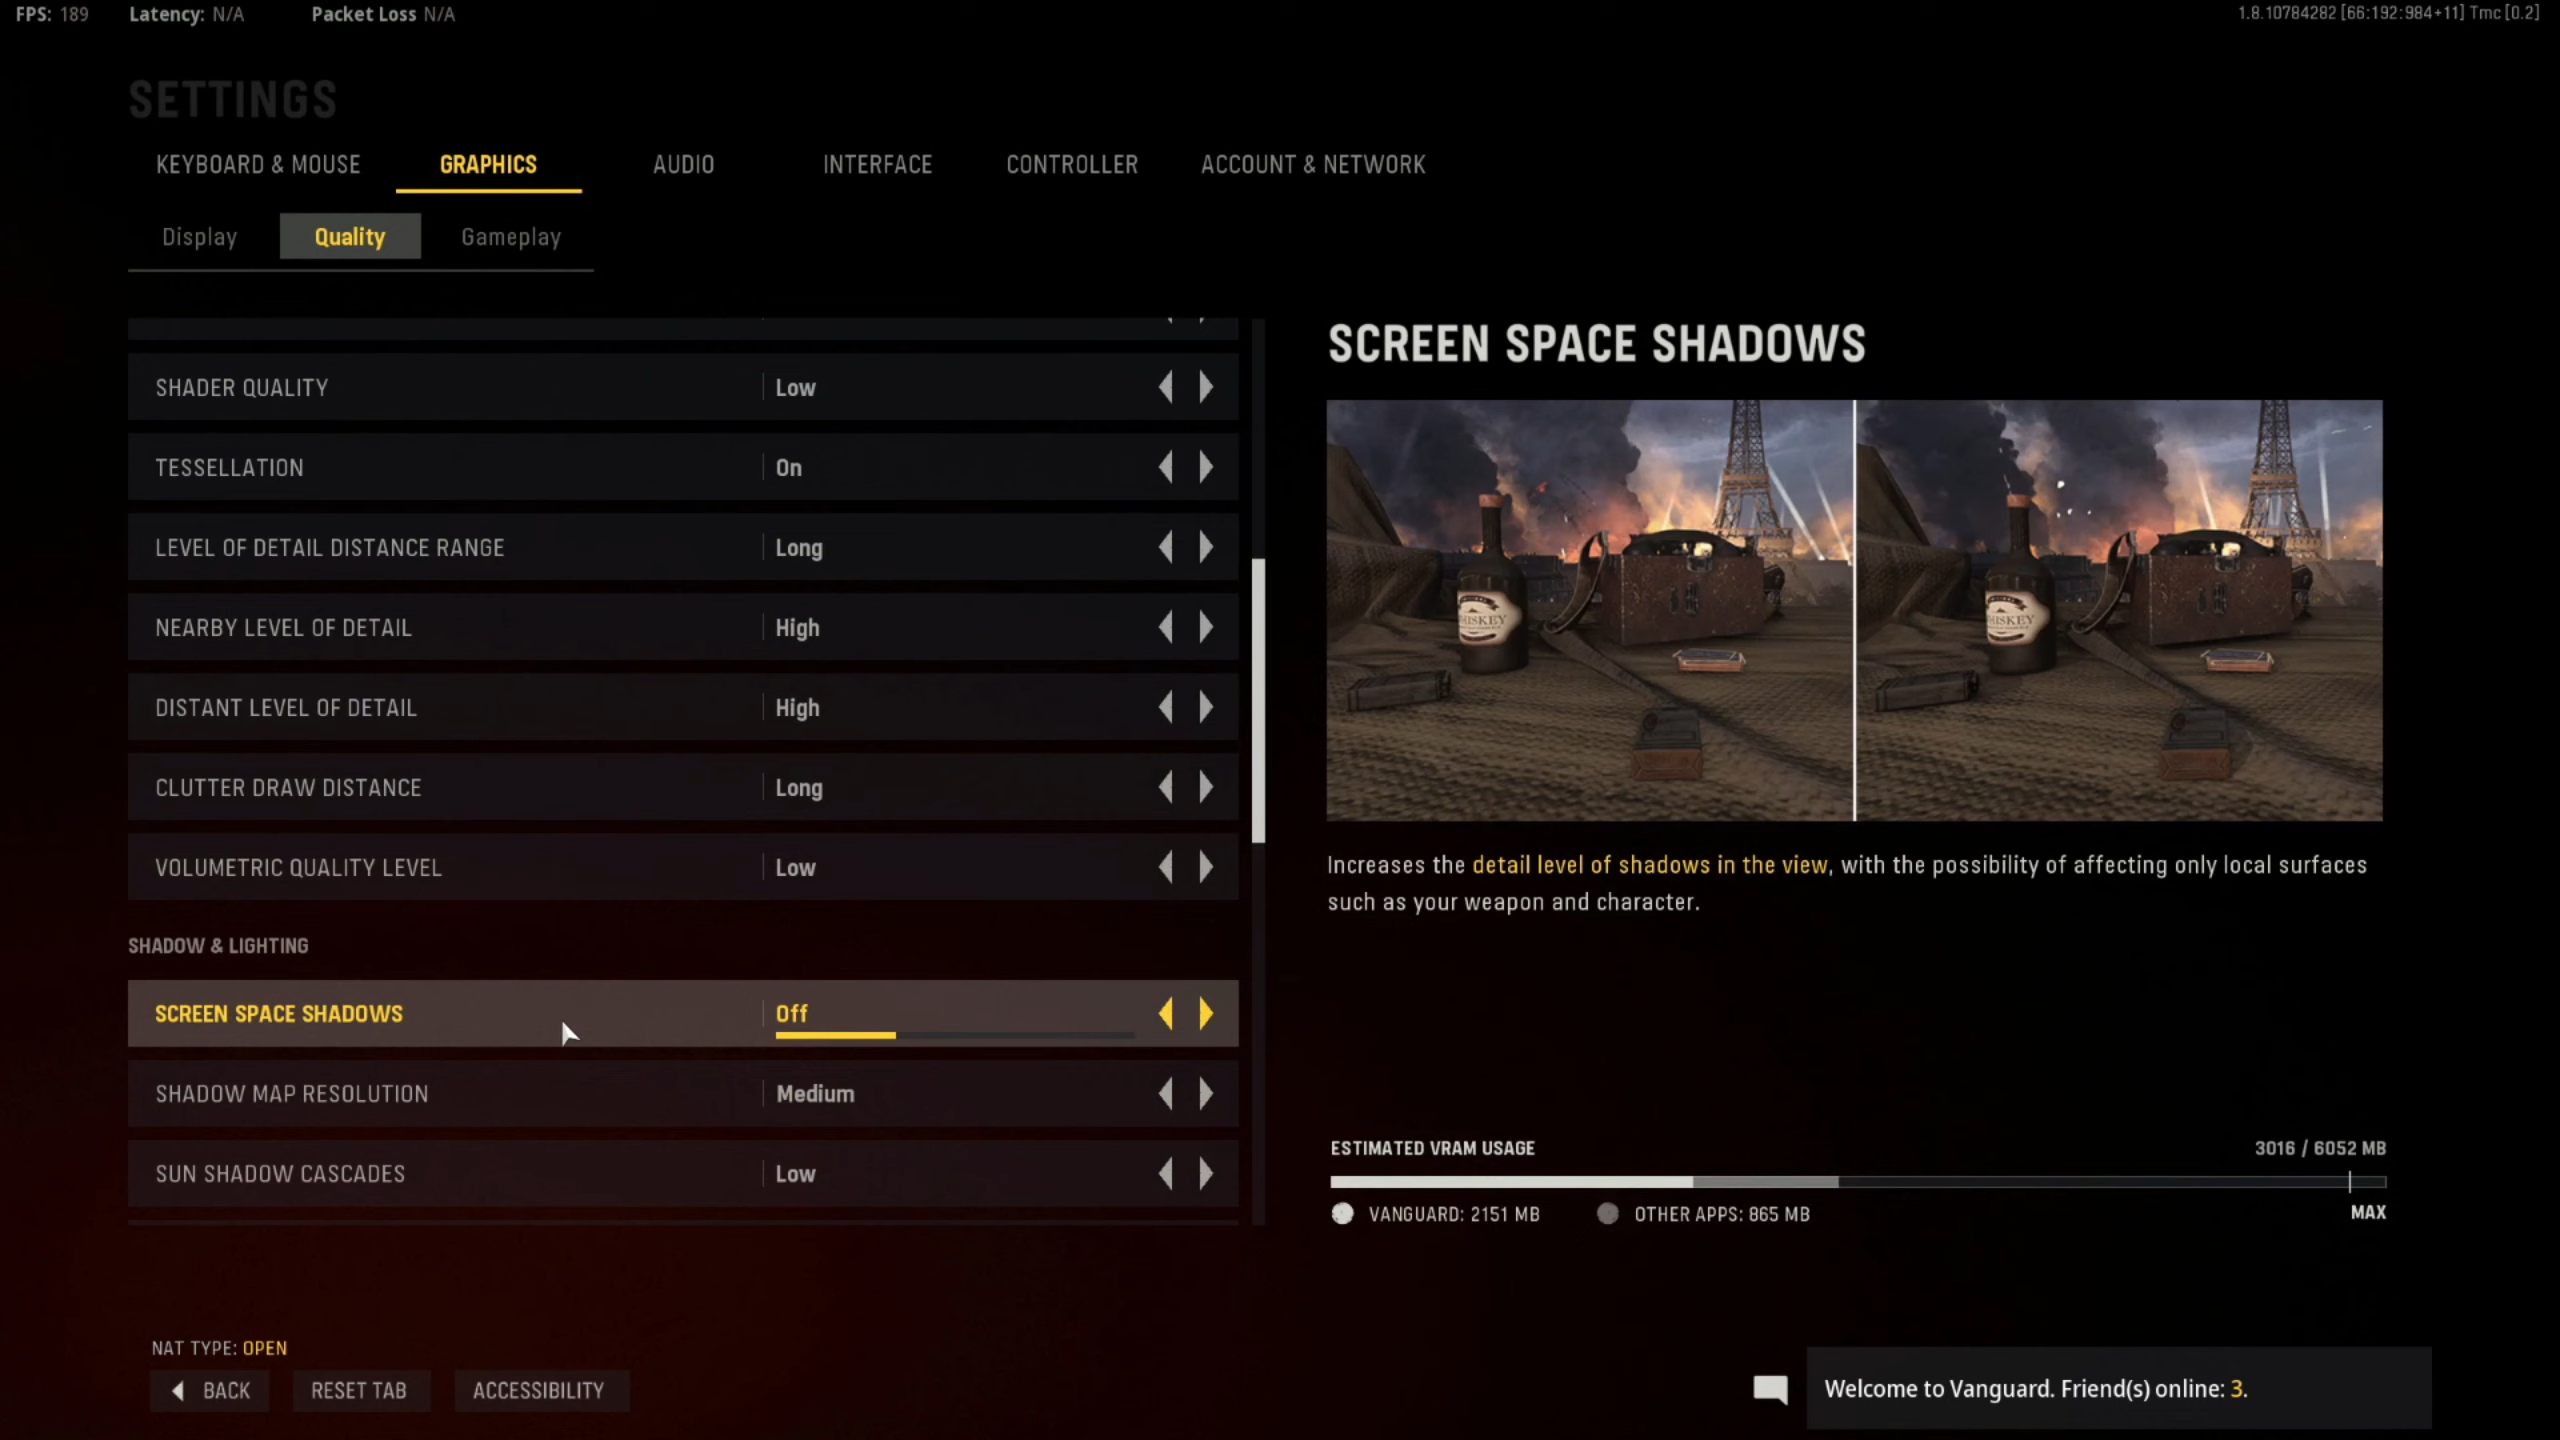 FPS: 189 Latency: N/A Packet Loss N/A
1.8.10784282 [66:192:984+11] Tmc [0.2]
SETTINGS
KEYBOARD & MOUSE GRAPHICS AUDIO INTERFACE CONTROLLER ACCOUNT & NETWORK
Display Quality Gameplay
SHADER QUALITY Low
TESSELLATION On
LEVEL OF DETAIL DISTANCE RANGE Long
NEARBY LEVEL OF DETAIL High
DISTANT LEVEL OF DETAIL High
CLUTTER DRAW DISTANCE Long
VOLUMETRIC QUALITY LEVEL Low
SHADOW & LIGHTING
SCREEN SPACE SHADOWS Off
SHADOW MAP RESOLUTION Medium
SUN SHADOW CASCADES Low
SCREEN SPACE SHADOWS
Increases the detail level of shadows in the view, with the possibility of affecting only local surfaces
such as your weapon and character.
ESTIMATED VRAM USAGE 3016 / 6052 MB
VANGUARD: 2151 MB OTHER APPS: 865 MB MAX
NAT TYPE: OPEN
BACK RESET TAB ACCESSIBILITY
Welcome to Vanguard. Friend(s) online: 3.